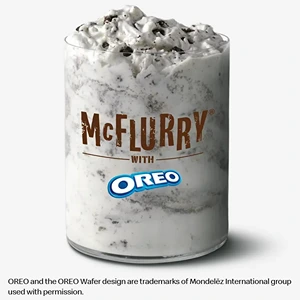 McFLURRY®
WITH
OREO
OREO and the OREO Wafer design are trademarks of Mondelēz International group
used with permission.